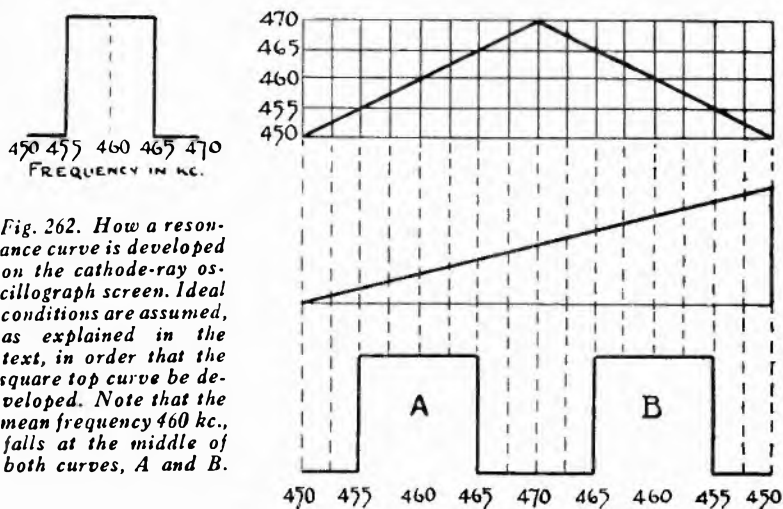 450 455 460 465 470
FREQUENCY IN KC.
Fig. 262. How a reson-
ance curve is developed
on the cathode-ray os-
cillograph screen. Ideal
conditions are assumed,
as explained in the
text, in order that the
square top curve be de-
veloped. Note that the
mean frequency 460 kc.,
falls at the middle of
both curves, A and B.
470
465
460
455
450
A B
450 455 460 465 470 465 460 455 450